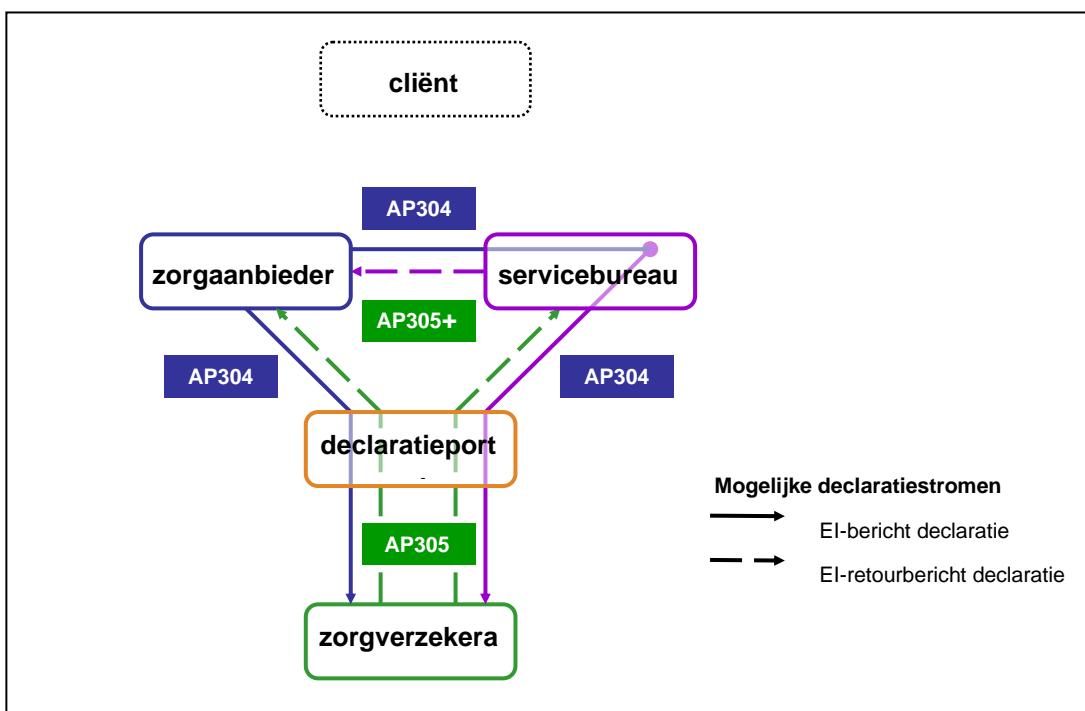 cliënt
AP304
zorgaanbieder
servicebureau
AP305+
AP304
AP304
declaratieport
-
Mogelijke declaratiestromen
EI-bericht declaratie
AP305
EI-retourbericht declaratie
zorgverzekera